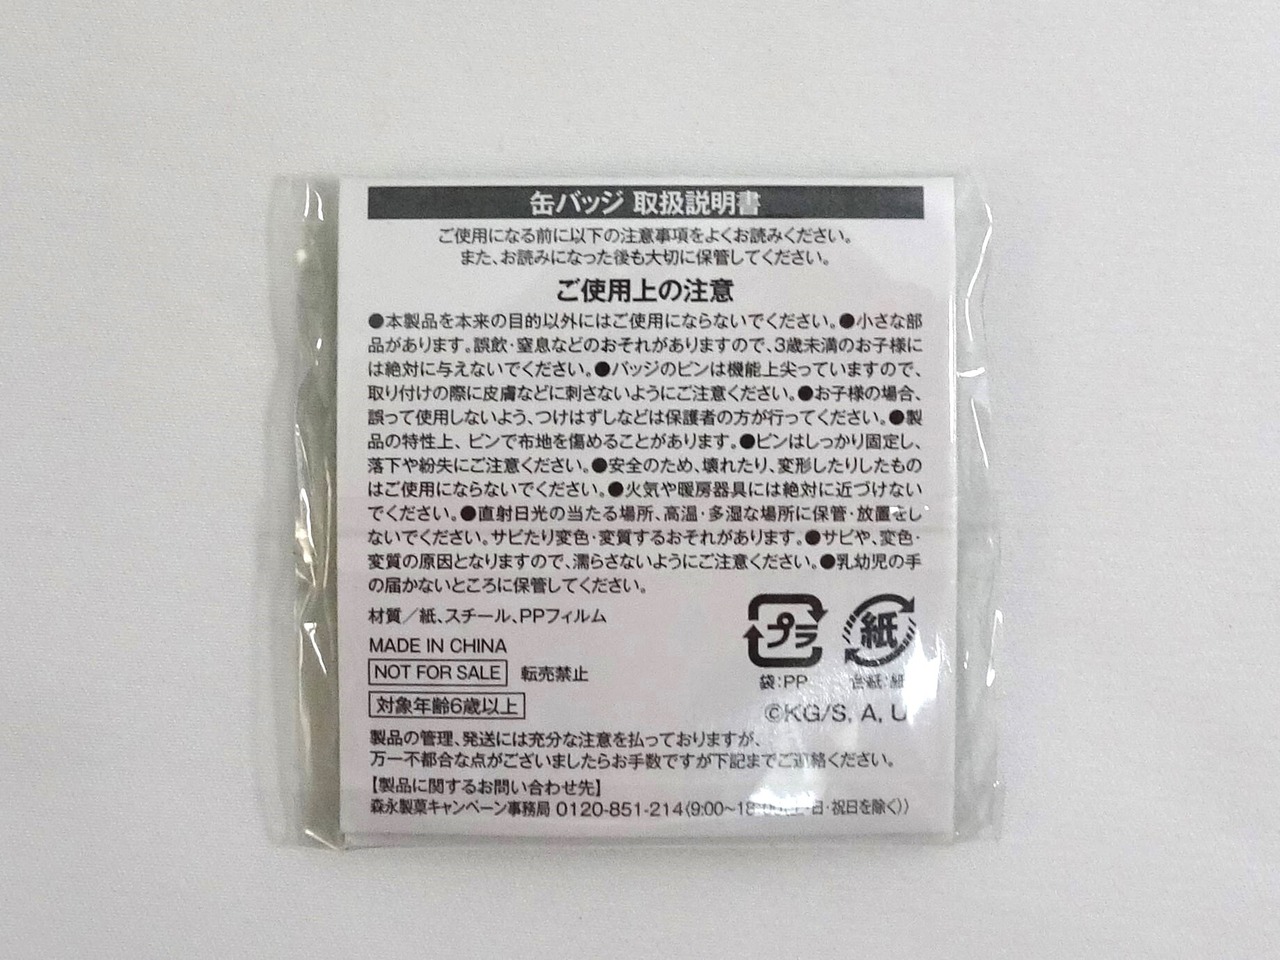 缶バッジ 取扱説明書
ご使用になる前に以下の注意事項をよくお読みください。
また、お読みになった後も大切に保管してください。
ご使用上の注意
●本製品を本来の目的以外にはご使用にならないでください。●小さな部
品があります。誤飲・窒息などのおそれがありますので、3歳未満のお子様に
は絶対に与えないでください。●バッジのピンは機能上尖っていますので、
取り付けの際に皮膚などに刺さないようにご注意ください。●お子様の場合、
誤って使用しないよう、つけはずしなどは保護者の方が行ってください。●製
品の特性上、ピンで布地を傷めることがあります。●ピンはしっかり固定し、
落下や紛失にご注意ください。●安全のため、壊れたり、変形したりしたもの
はご使用にならないでください。●火気や暖房器具には絶対に近づけない
でください。●直射日光の当たる場所、高温・多湿な場所に保管・放置をし
ないでください。サビたり変色・変質するおそれがあります。●サビや、変色・
変質の原因となりますので、濡らさないようにご注意ください。●乳幼児の手
の届かないところに保管してください。
材質／紙、スチール、PPフィルム
MADE IN CHINA
NOT FOR SALE 転売禁止
対象年齢6歳以上
プラ
紙
袋:PP 台紙:紙
©KG/S, A, U
製品の管理、発送には充分な注意を払っておりますが、
万一不都合な点がございましたらお手数ですが下記までご連絡ください。
【製品に関するお問い合わせ先】
森永製菓キャンペーン事務局 0120-851-214(9:00~18:00(土・日・祝日を除く))